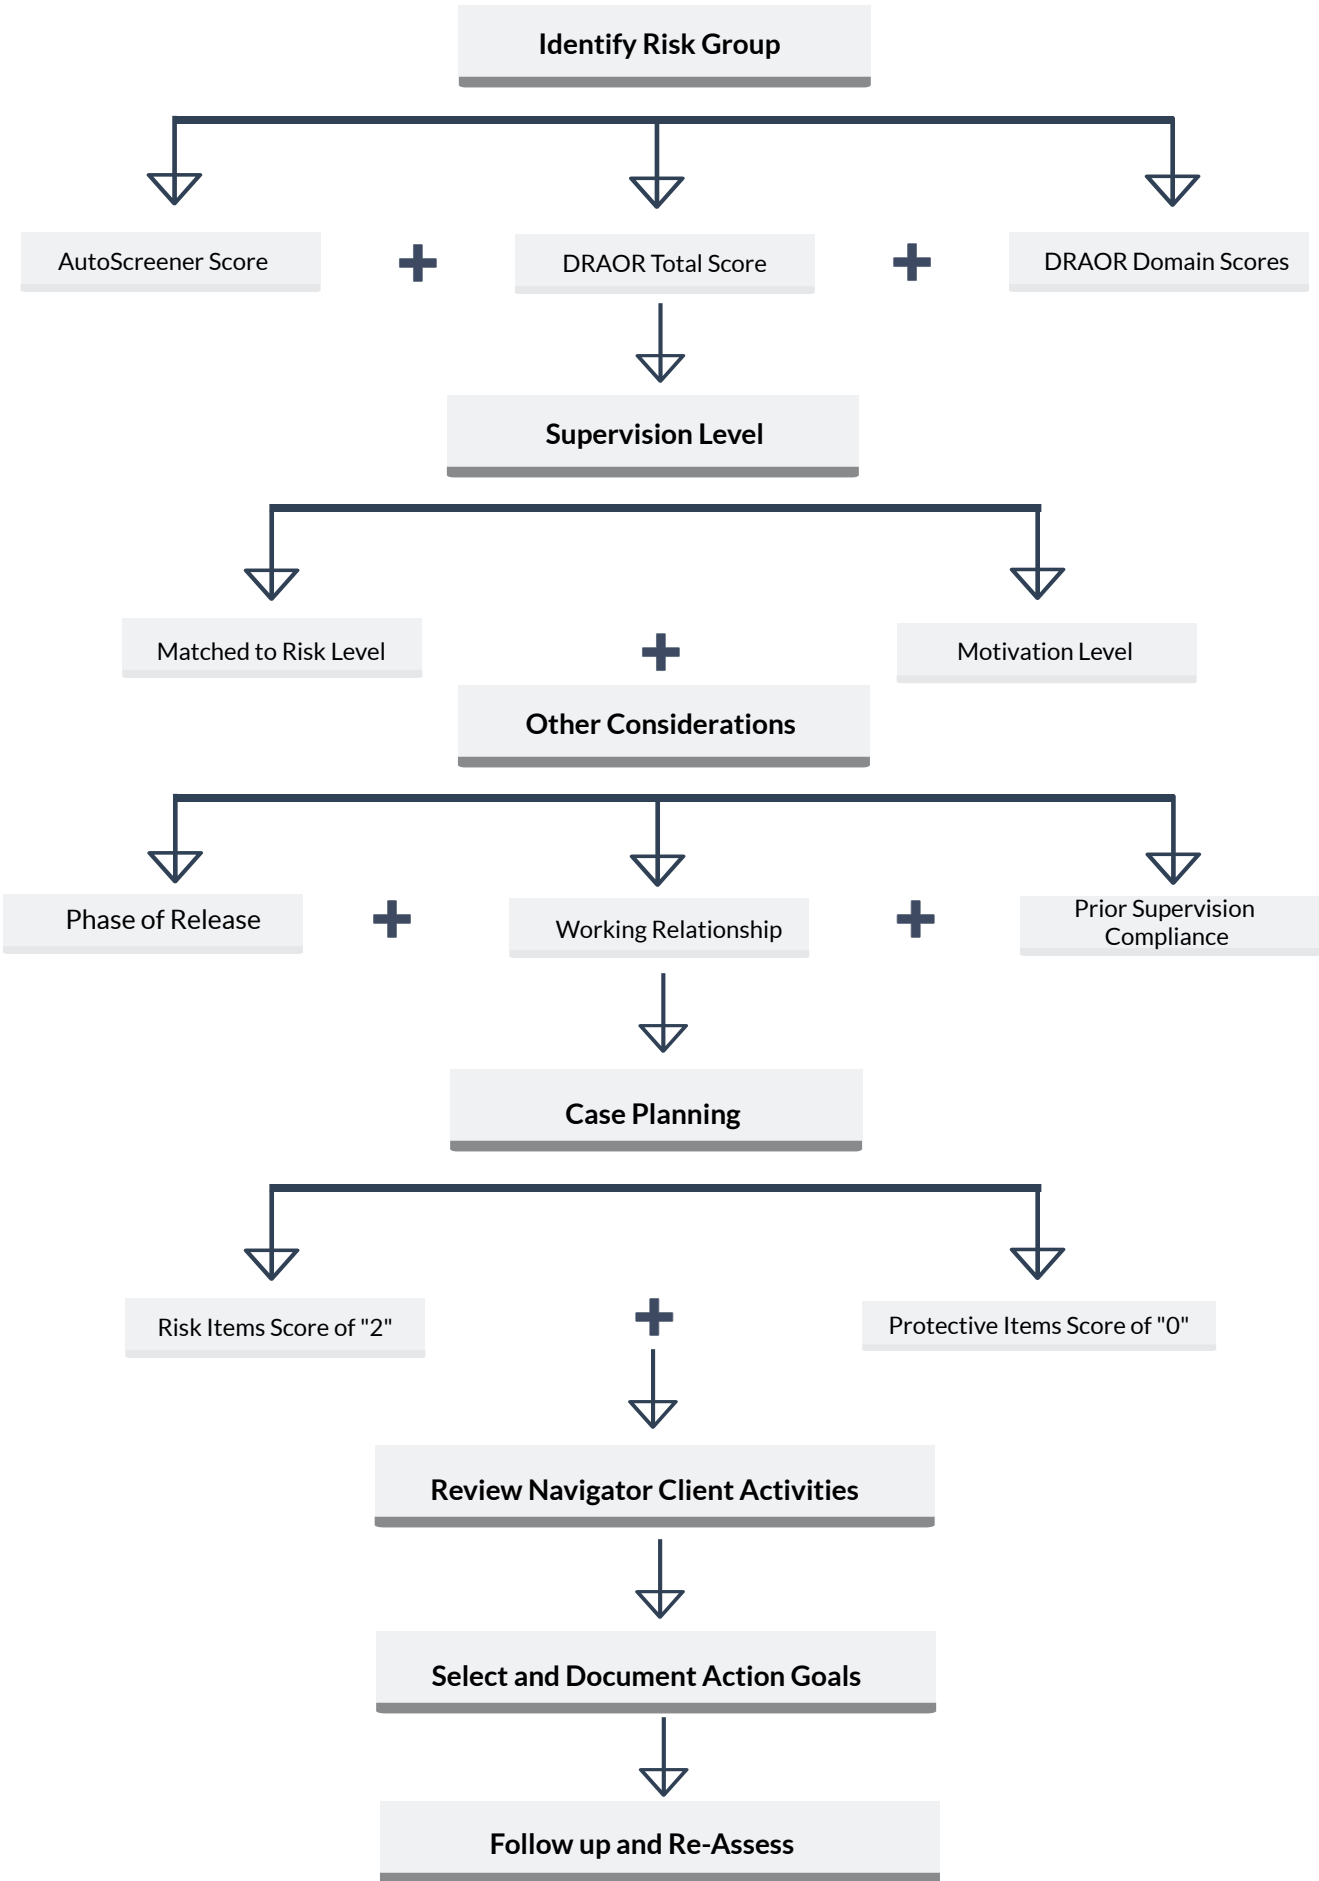 Identify Risk Group
AutoScreener Score
DRAOR Total Score
DRAOR Domain Scores
Supervision Level
Matched to Risk Level
Motivation Level
Other Considerations
Phase of Release
Working Relationship
Prior Supervision
Compliance
Case Planning
Risk Items Score of "2"
Protective Items Score of "0"
Review Navigator Client Activities
Select and Document Action Goals
Follow up and Re-Assess